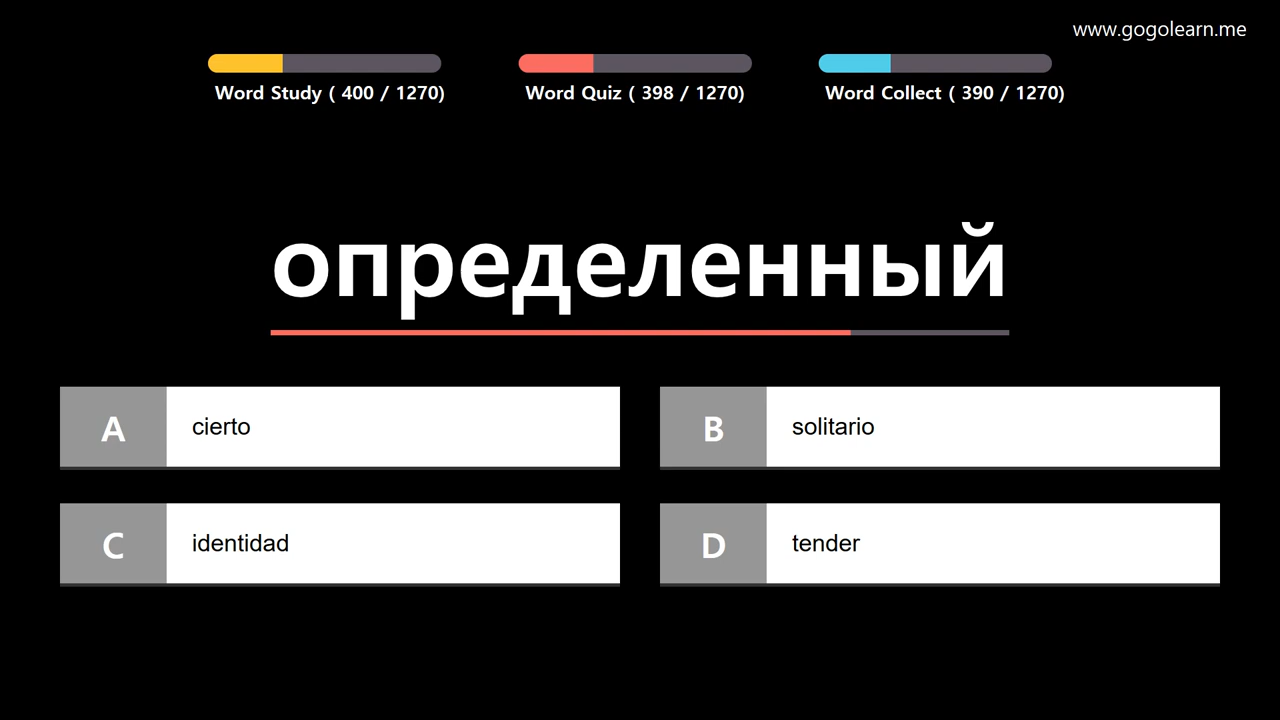 www.gogolearn.me
Word Study ( 400 / 1270)
Word Quiz ( 398 / 1270)
Word Collect ( 390 / 1270)
определенный
A cierto
B solitario
C identidad
D tender